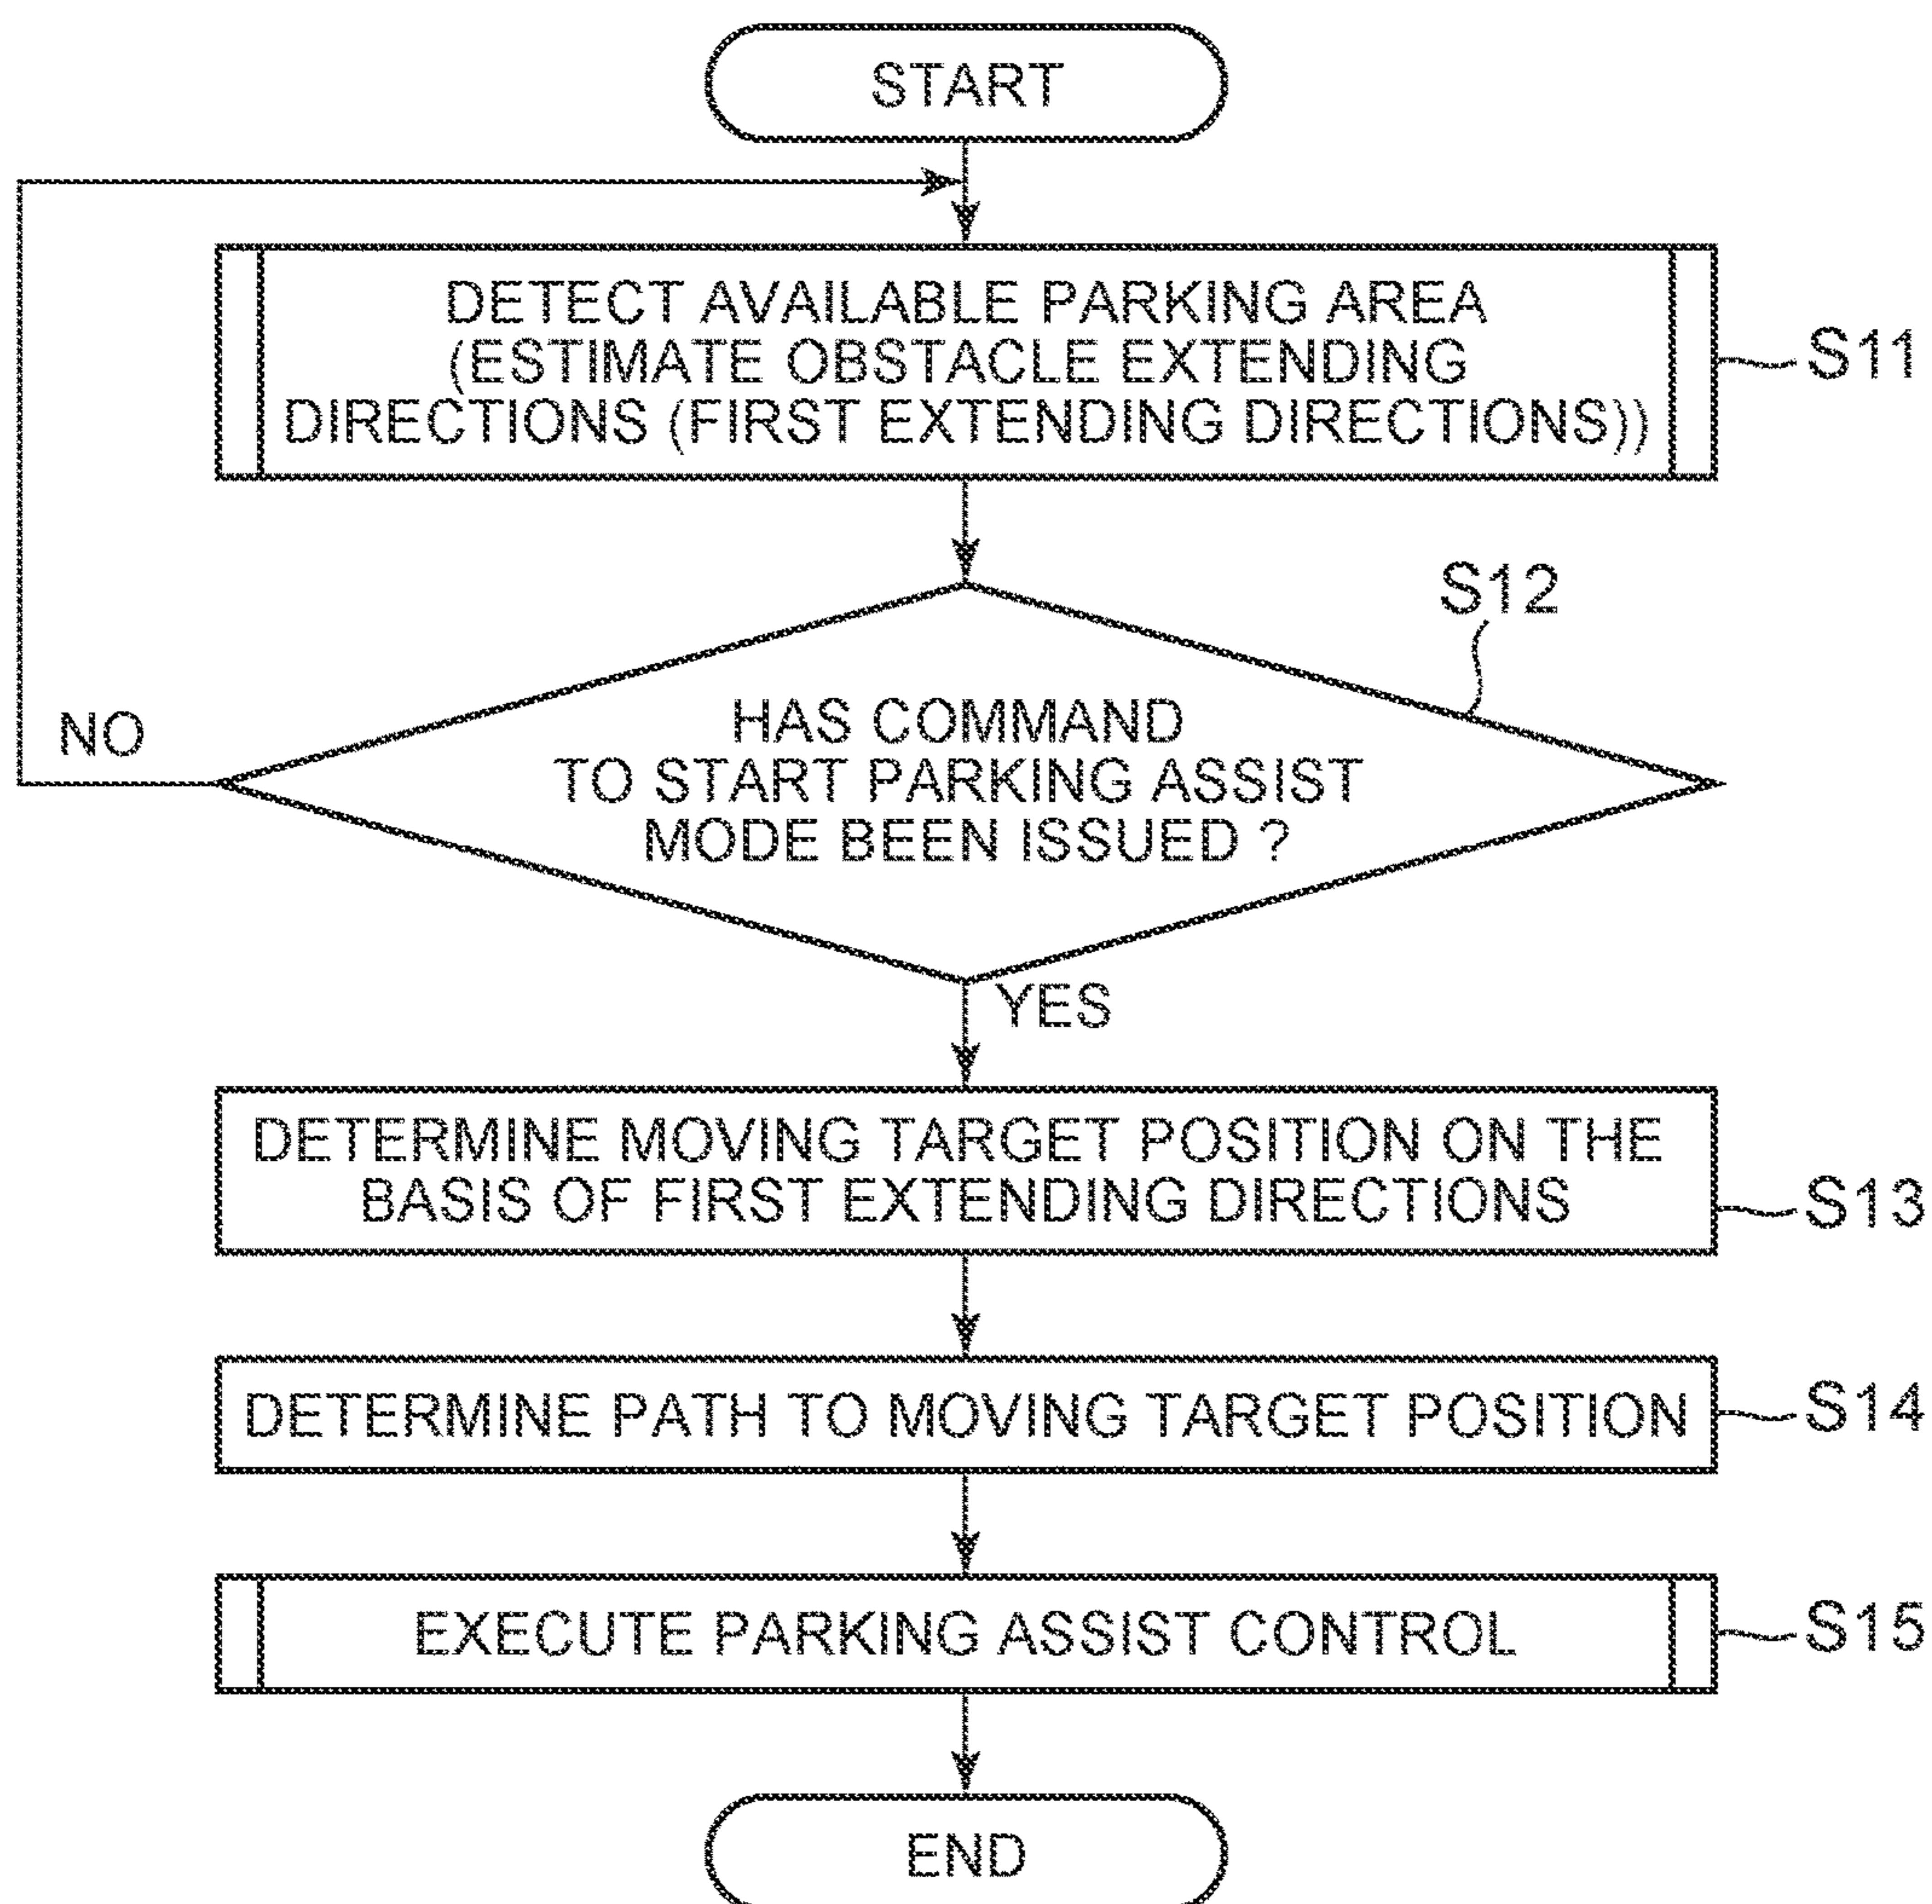 START
DETECT AVAILABLE PARKING AREA
(ESTIMATE OBSTACLE EXTENDING
DIRECTIONS (FIRST EXTENDING DIRECTIONS))
S11
S12
HAS COMMAND
TO START PARKING ASSIST
MODE BEEN ISSUED ?
NO
YES
DETERMINE MOVING TARGET POSITION ON THE
BASIS OF FIRST EXTENDING DIRECTIONS
S13
DETERMINE PATH TO MOVING TARGET POSITION
S14
EXECUTE PARKING ASSIST CONTROL
S15
END